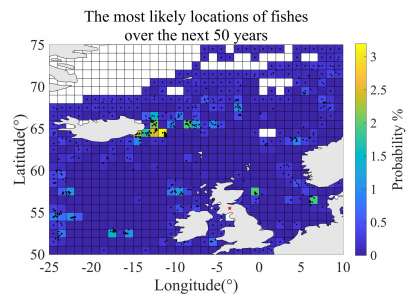 The most likely locations of fishes
over the next 50 years
75
70
65
60
55
50
-25 -20 -15 -10 -5 0 5 10
Latitude(°)
Longitude(°)
3
2.5
2
1.5
1
0.5
0
Probability %